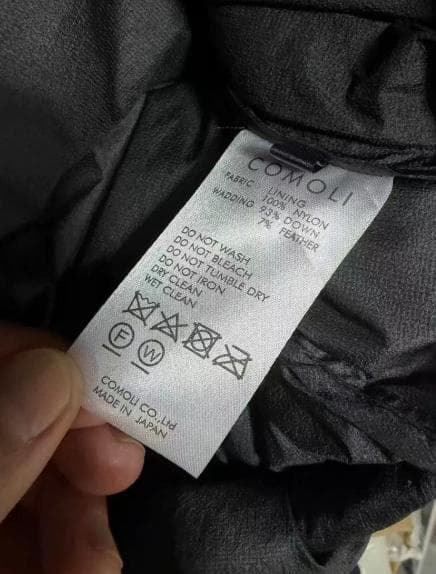 COMOLI
FABRIC LINING
100% NYLON
WADDING 93% DOWN
7% FEATHER
DO NOT WASH
DO NOT BLEACH
DO NOT TUMBLE DRY
DO NOT IRON
DRY CLEAN
WET CLEAN
F W
COMOLI CO.,Ltd
MADE IN JAPAN